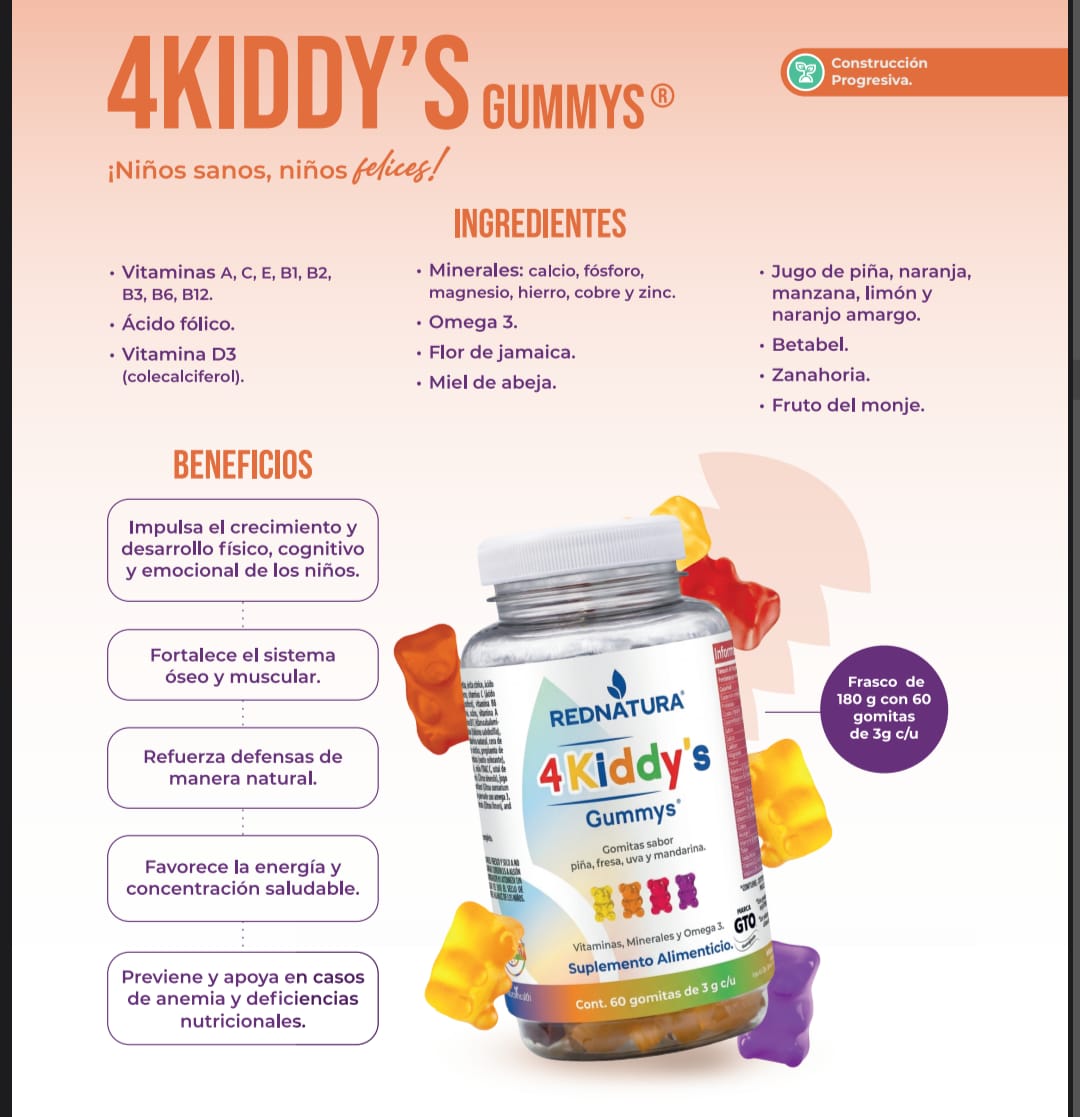 4KIDDY'S GUMMYS®
¡Niños sanos, niños felices!
Construcción
Progresiva.
INGREDIENTES
• Vitaminas A, C, E, B1, B2,
B3, B6, B12.
• Ácido fólico.
• Vitamina D3
(colecalciferol).
• Minerales: calcio, fósforo,
magnesio, hierro, cobre y zinc.
• Omega 3.
• Flor de jamaica.
• Miel de abeja.
• Jugo de piña, naranja,
manzana, limón y
naranjo amargo.
• Betabel.
• Zanahoria.
• Fruto del monje.
BENEFICIOS
Impulsa el crecimiento y
desarrollo físico, cognitivo
y emocional de los niños.
Fortalece el sistema
óseo y muscular.
Refuerza defensas de
manera natural.
Favorece la energía y
concentración saludable.
Previene y apoya en casos
de anemia y deficiencias
nutricionales.
REDNATURA®
4Kiddy's
Gummys®
Gomitas sabor
piña, fresa, uva y mandarina.
MARCA
GTO
Vitaminas, Minerales y Omega 3.
Suplemento Alimenticio.
Cont. 60 gomitas de 3 g c/u
Frasco de
180 g con 60
gomitas
de 3g c/u